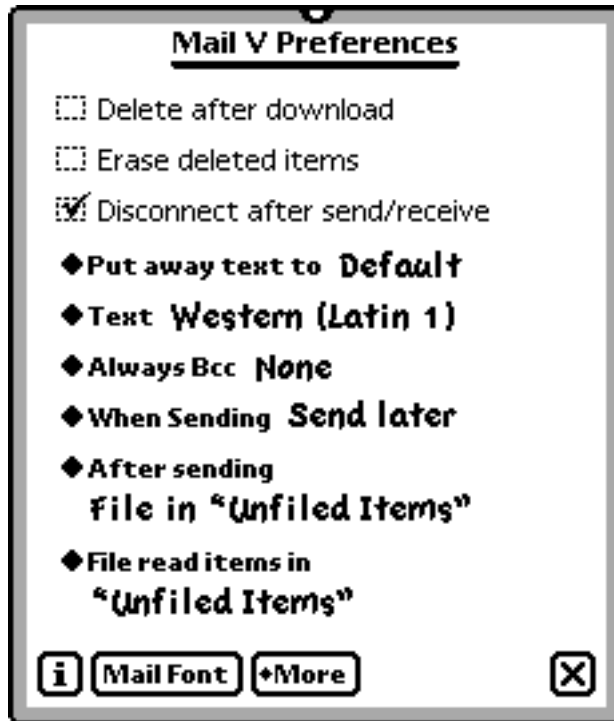 Mail V Preferences
Delete after download
Erase deleted items
Disconnect after send/receive
◆Put away text to Default
◆Text Western (Latin 1)
◆Always Bcc None
◆When Sending Send later
◆After sending
File in “Unfiled Items”
◆File read items in
“Unfiled Items”
i Mail Font ◆More X